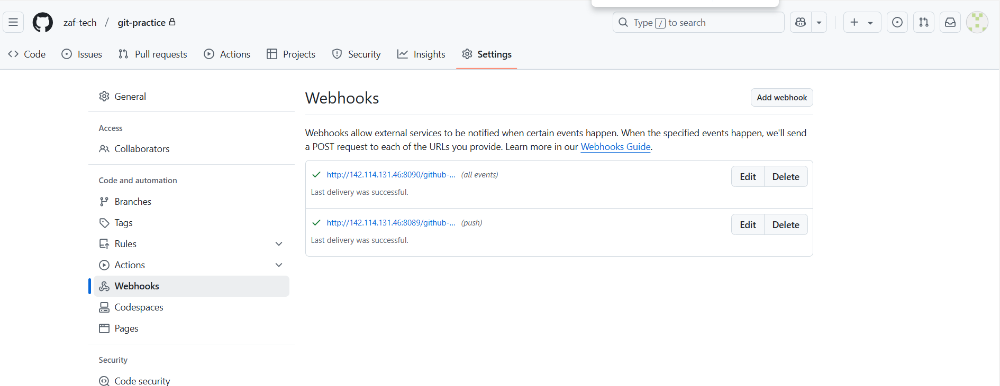 zaf-tech / git-practice
Type / to search
Code
Issues
Pull requests
Actions
Projects
Security
Insights
Settings
General
Access
Collaborators
Code and automation
Branches
Tags
Rules
Actions
Webhooks
Codespaces
Pages
Security
Code security
Webhooks
Add webhook
Webhooks allow external services to be notified when certain events happen. When the specified events happen, we'll send
a POST request to each of the URLs you provide. Learn more in our Webhooks Guide.
http://142.114.131.46:8090/github-... (all events)
Edit
Delete
Last delivery was successful.
http://142.114.131.46:8089/github-... (push)
Edit
Delete
Last delivery was successful.